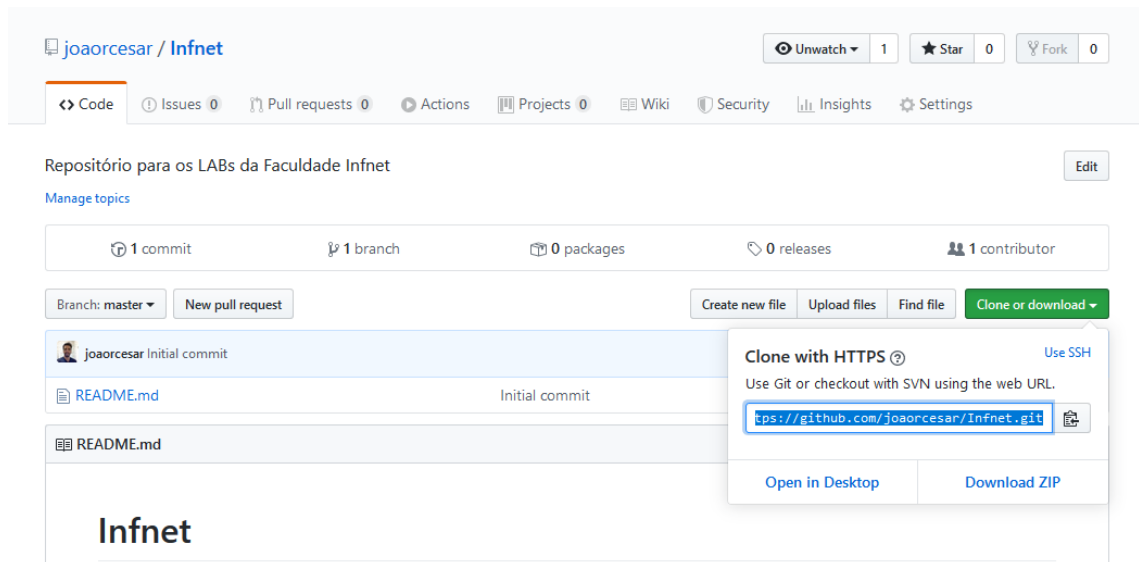 joaorcesar / Infnet
Unwatch 1 Star 0 Fork 0
Code Issues 0 Pull requests 0 Actions Projects 0 Wiki Security Insights Settings
Repositório para os LABs da Faculdade Infnet
Edit
Manage topics
1 commit 1 branch 0 packages 0 releases 1 contributor
Branch: master New pull request Create new file Upload files Find file Clone or download
joaorcesar Initial commit
README.md Initial commit
README.md
Infnet
Clone with HTTPS ? Use SSH
Use Git or checkout with SVN using the web URL.
tps://github.com/joaorcesar/Infnet.git
Open in Desktop Download ZIP